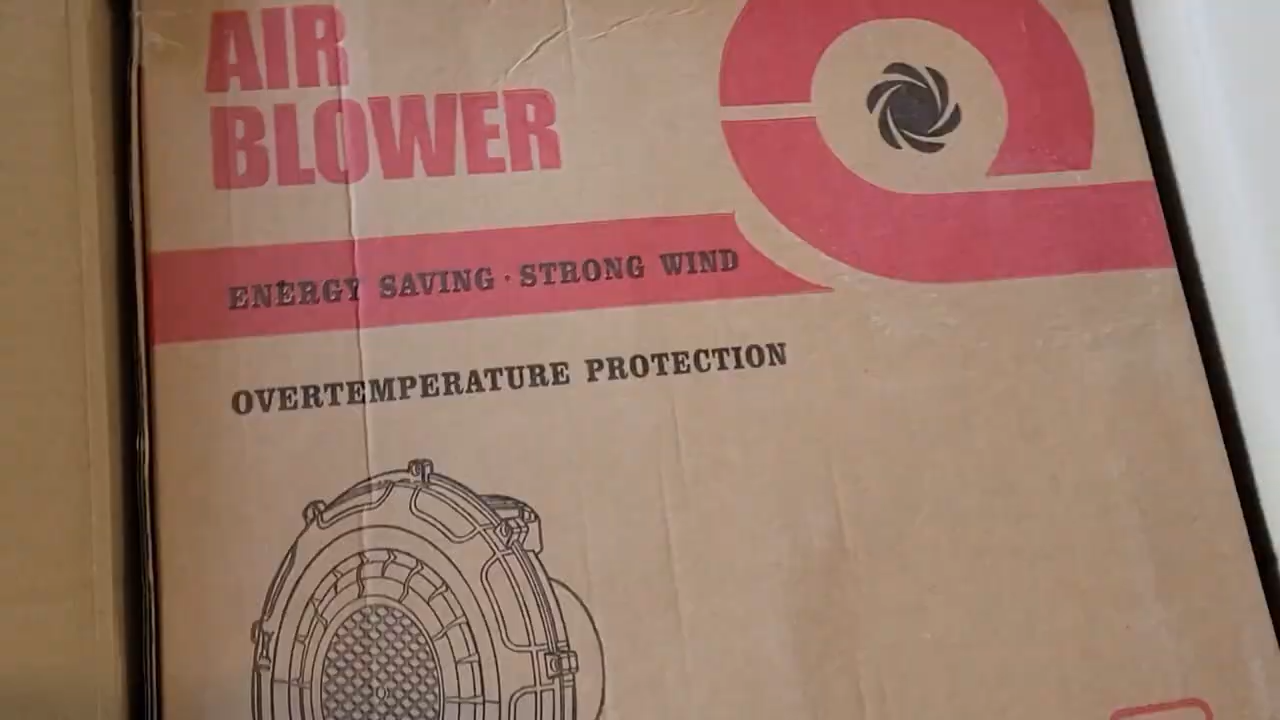 AIR
BLOWER
ENERGY SAVING · STRONG WIND
OVERTEMPERATURE PROTECTION